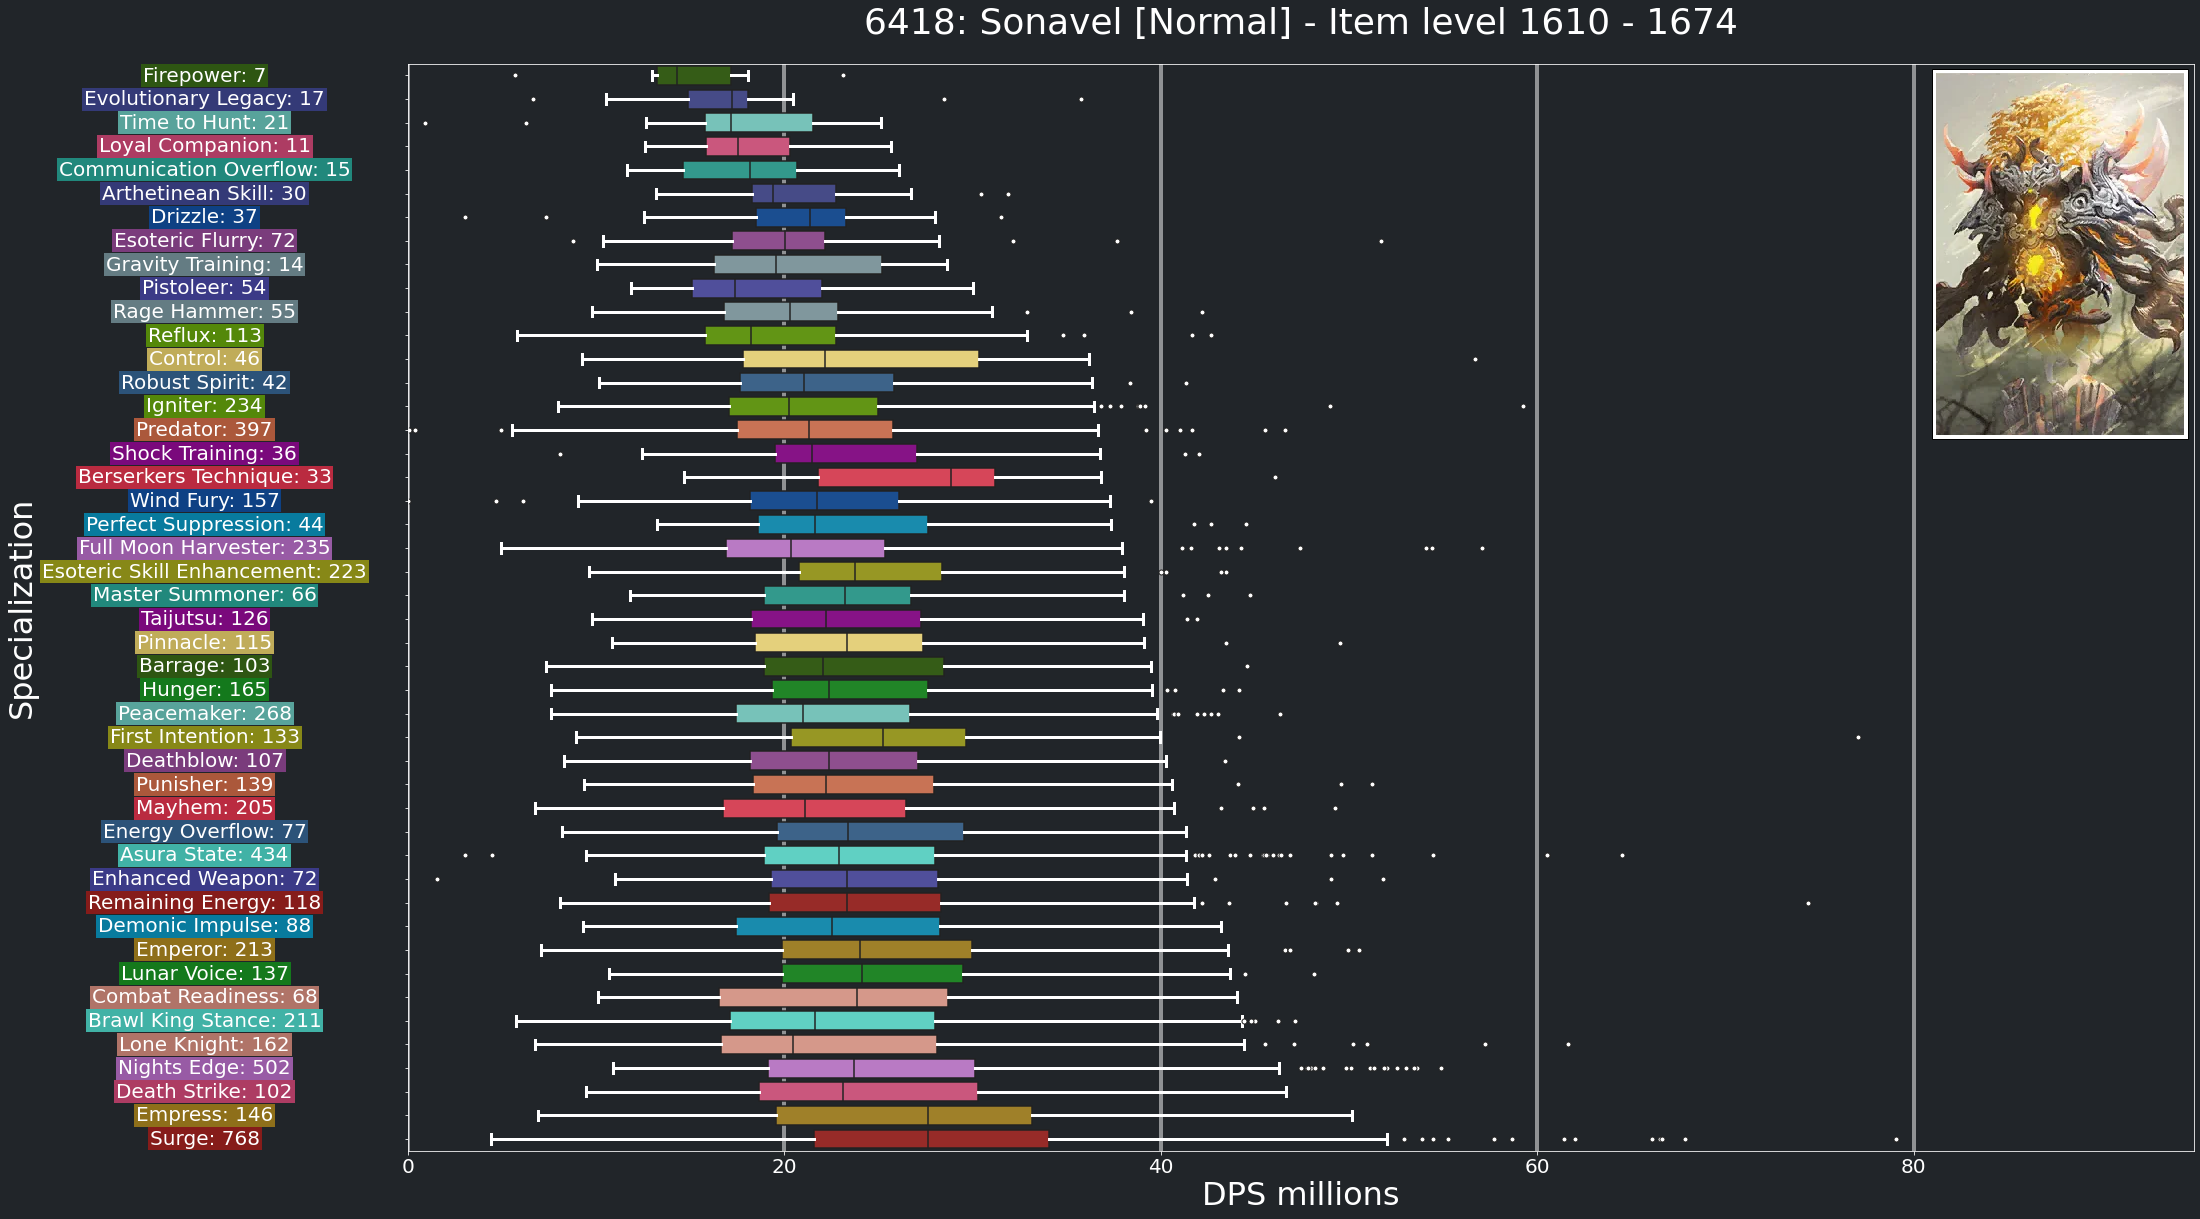 6418: Sonavel [Normal] - Item level 1610 - 1674
Specialization
Firepower: 7
Evolutionary Legacy: 17
Time to Hunt: 21
Loyal Companion: 11
Communication Overflow: 15
Arthetinean Skill: 30
Drizzle: 37
Esoteric Flurry: 72
Gravity Training: 14
Pistoleer: 54
Rage Hammer: 55
Reflux: 113
Control: 46
Robust Spirit: 42
Igniter: 234
Predator: 397
Shock Training: 36
Berserkers Technique: 33
Wind Fury: 157
Perfect Suppression: 44
Full Moon Harvester: 235
Esoteric Skill Enhancement: 223
Master Summoner: 66
Taijutsu: 126
Pinnacle: 115
Barrage: 103
Hunger: 165
Peacemaker: 268
First Intention: 133
Deathblow: 107
Punisher: 139
Mayhem: 205
Energy Overflow: 77
Asura State: 434
Enhanced Weapon: 72
Remaining Energy: 118
Demonic Impulse: 88
Emperor: 213
Lunar Voice: 137
Combat Readiness: 68
Brawl King Stance: 211
Lone Knight: 162
Nights Edge: 502
Death Strike: 102
Empress: 146
Surge: 768
0 20 40 60 80
DPS millions